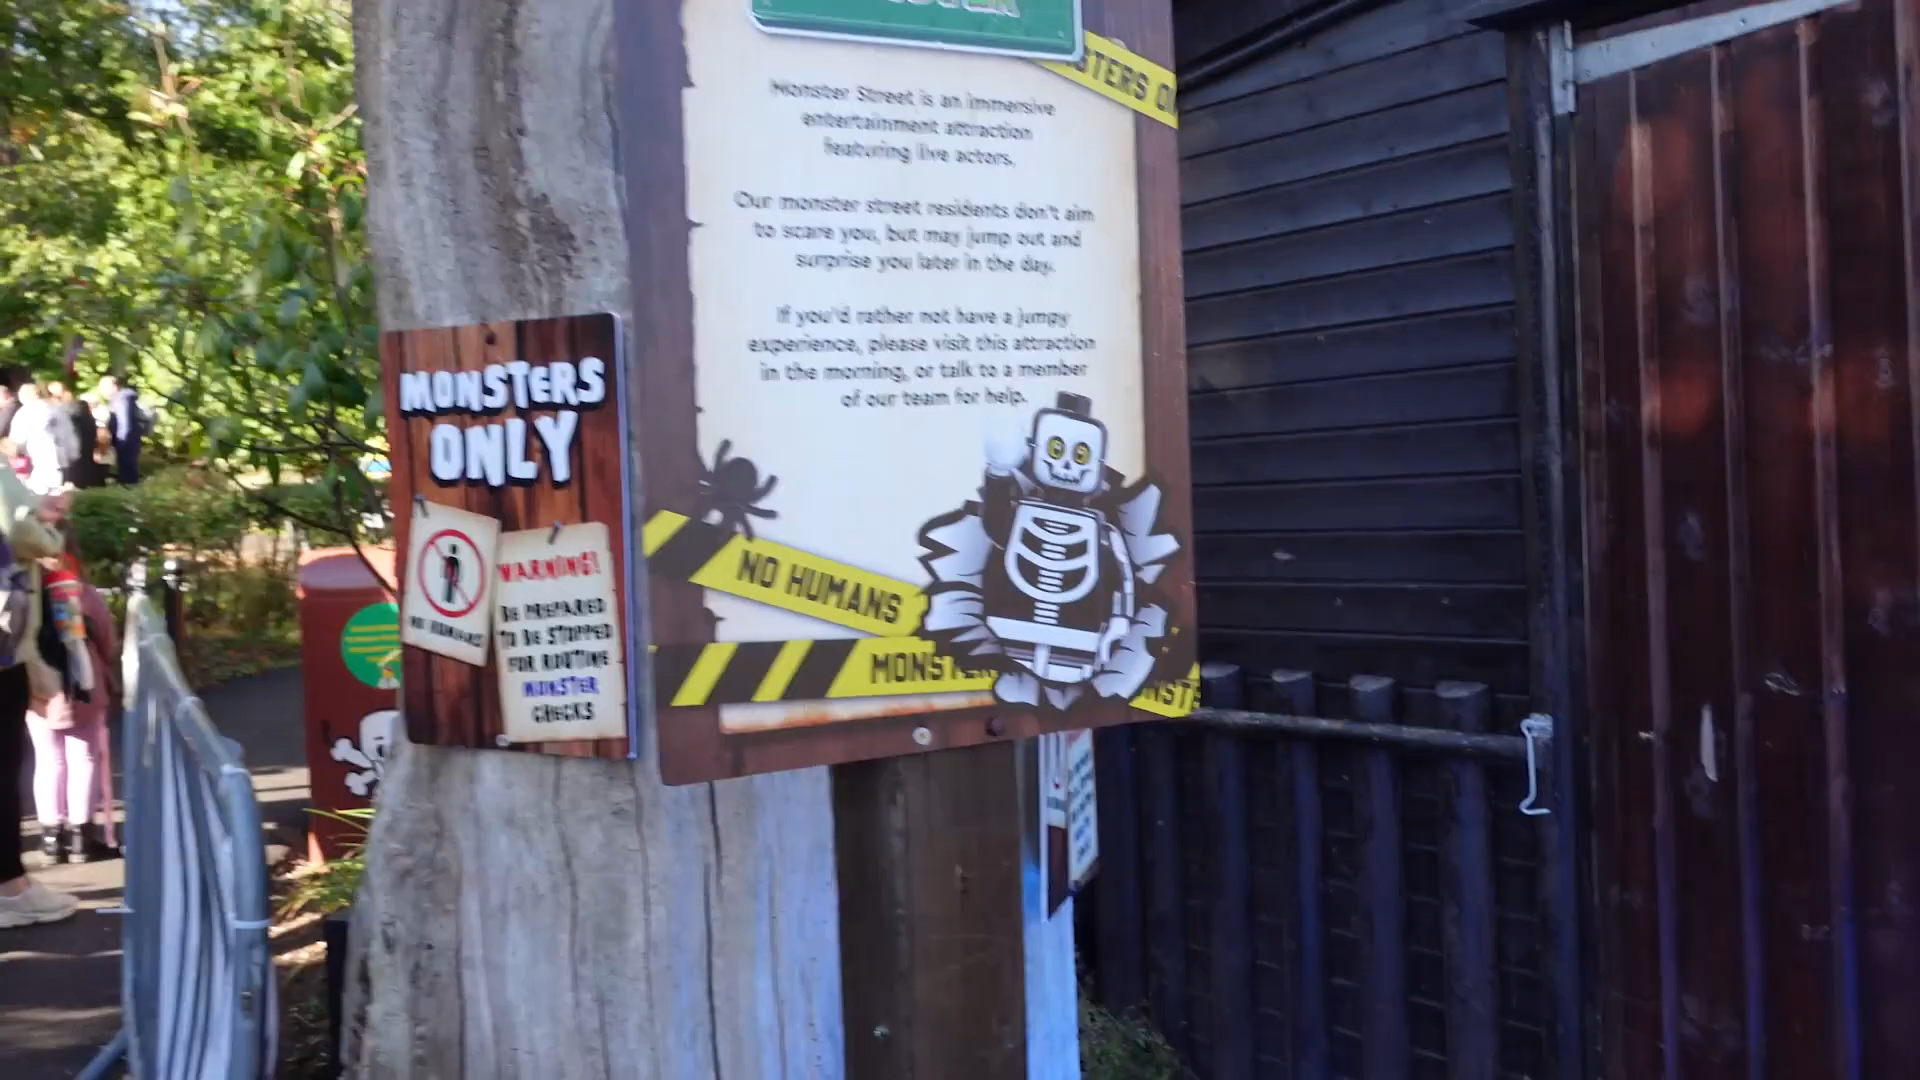 Monster Street is an immersive
entertainment attraction
featuring live actors.
Our monster street residents don't aim
to scare you, but may jump out and
surprise you later in the day.
If you'd rather not have a jumpy
experience, please visit this attraction
in the morning, or talk to a member
of our team for help.
NO HUMANS
MONSTERS
ONLY
NO HUMANS
WARNING!
BE PREPARED
TO BE STOPPED
FOR ROUTINE
MONSTER
CHECKS